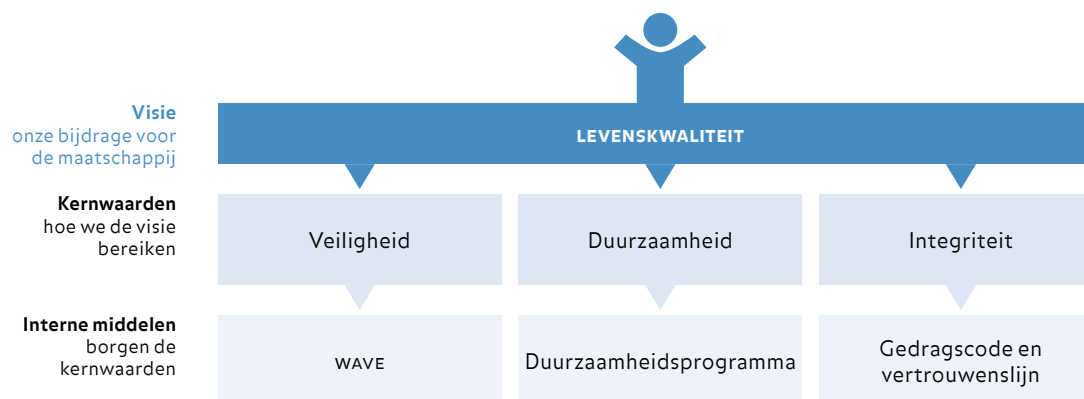 Visie
onze bijdrage voor
de maatschappij
LEVENSKWALITEIT
Kernwaarden
hoe we de visie
bereiken
Veiligheid
Duurzaamheid
Integriteit
Interne middelen
borgen de
kernwaarden
WAVE
Duurzaamheidsprogramma
Gedragscode en
vertrouwenslijn